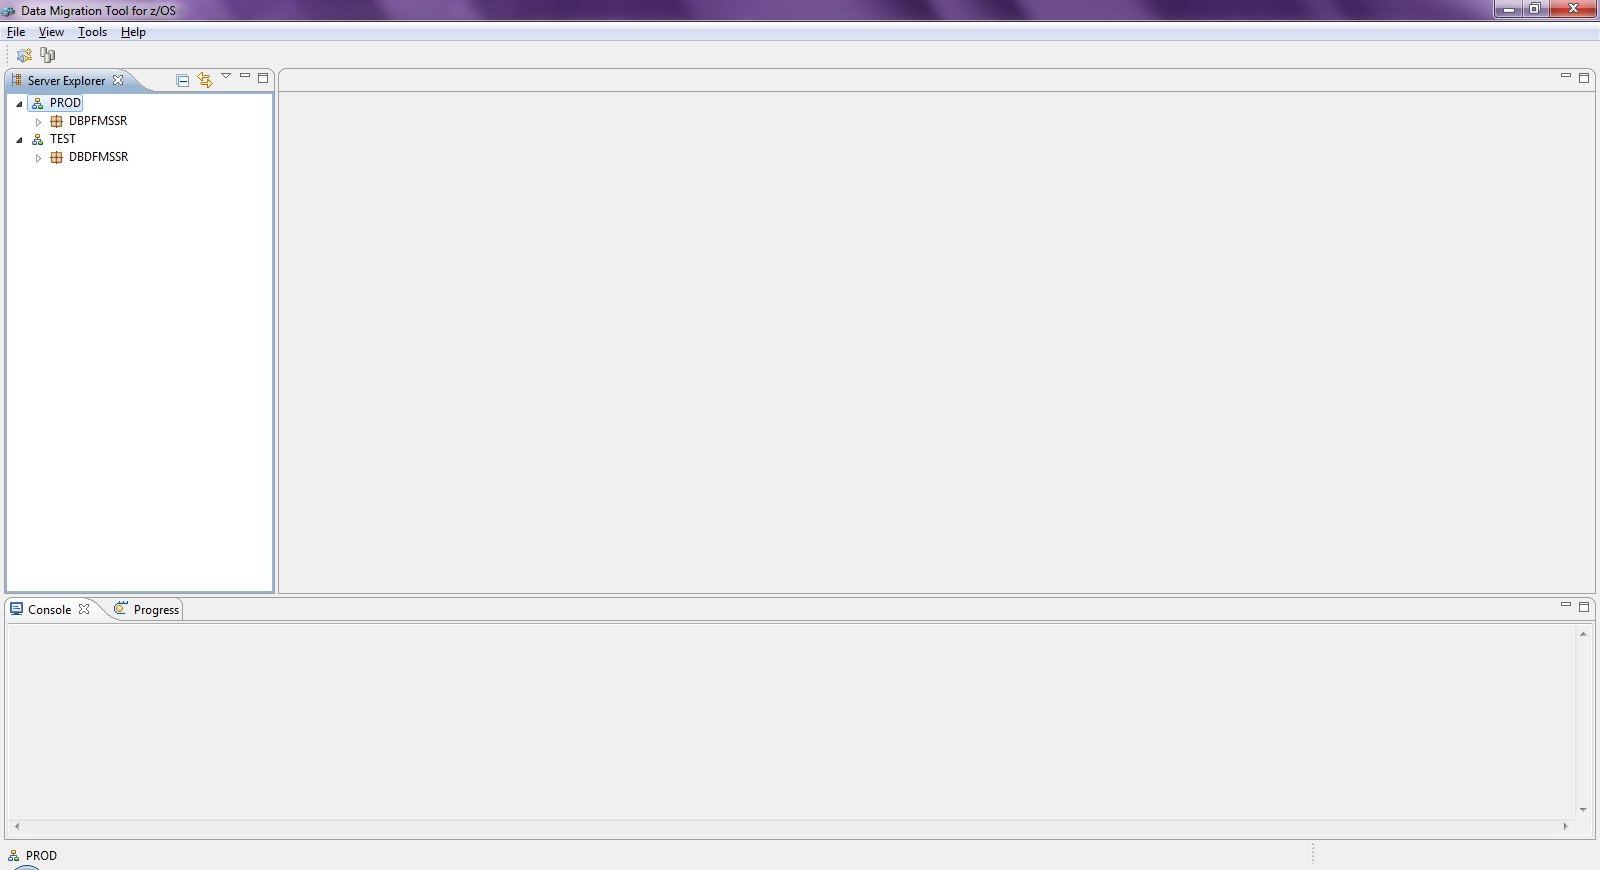 Data Migration Tool for z/OS
File View Tools Help
Server Explorer
PROD
DBPFMSSR
TEST
DBDFMSSR
Console Progress
PROD